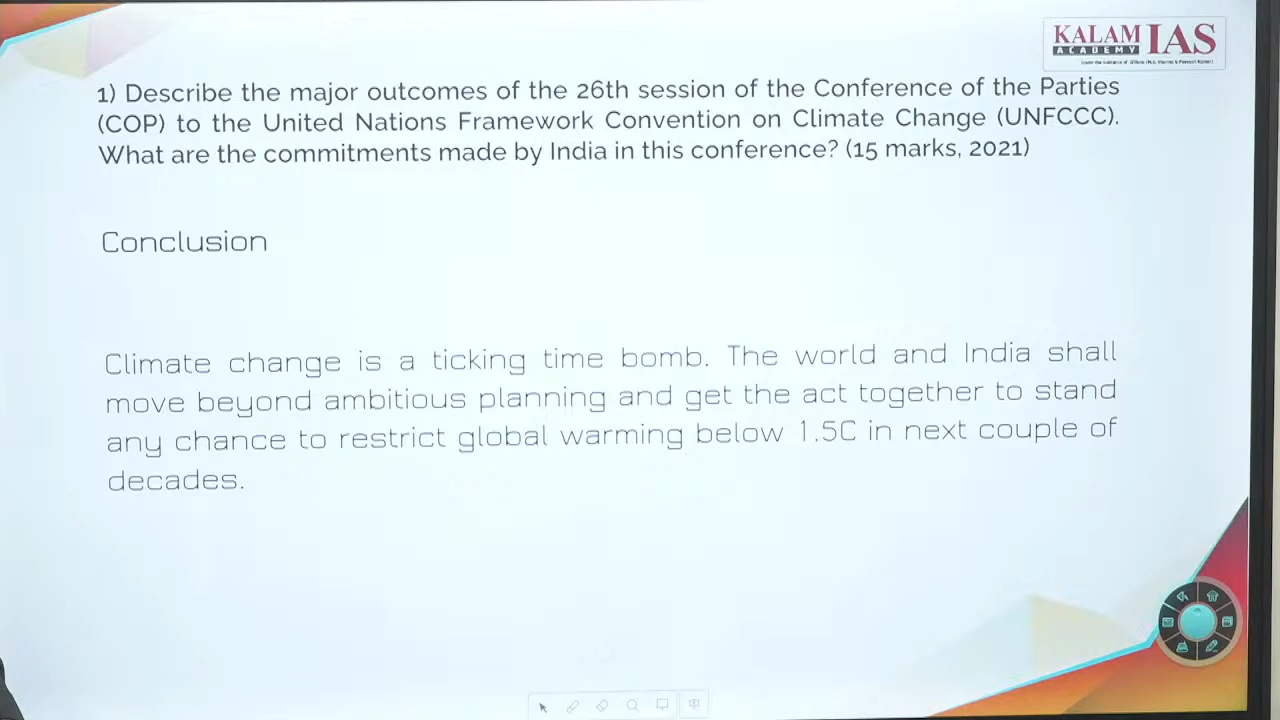 KALAM IAS
ACADEMY
1) Describe the major outcomes of the 26th session of the Conference of the Parties
(COP) to the United Nations Framework Convention on Climate Change (UNFCCC).
What are the commitments made by India in this conference? (15 marks, 2021)
Conclusion
Climate change is a ticking time bomb. The world and India shall
move beyond ambitious planning and get the act together to stand
any chance to restrict global warming below 1.5C in next couple of
decades.